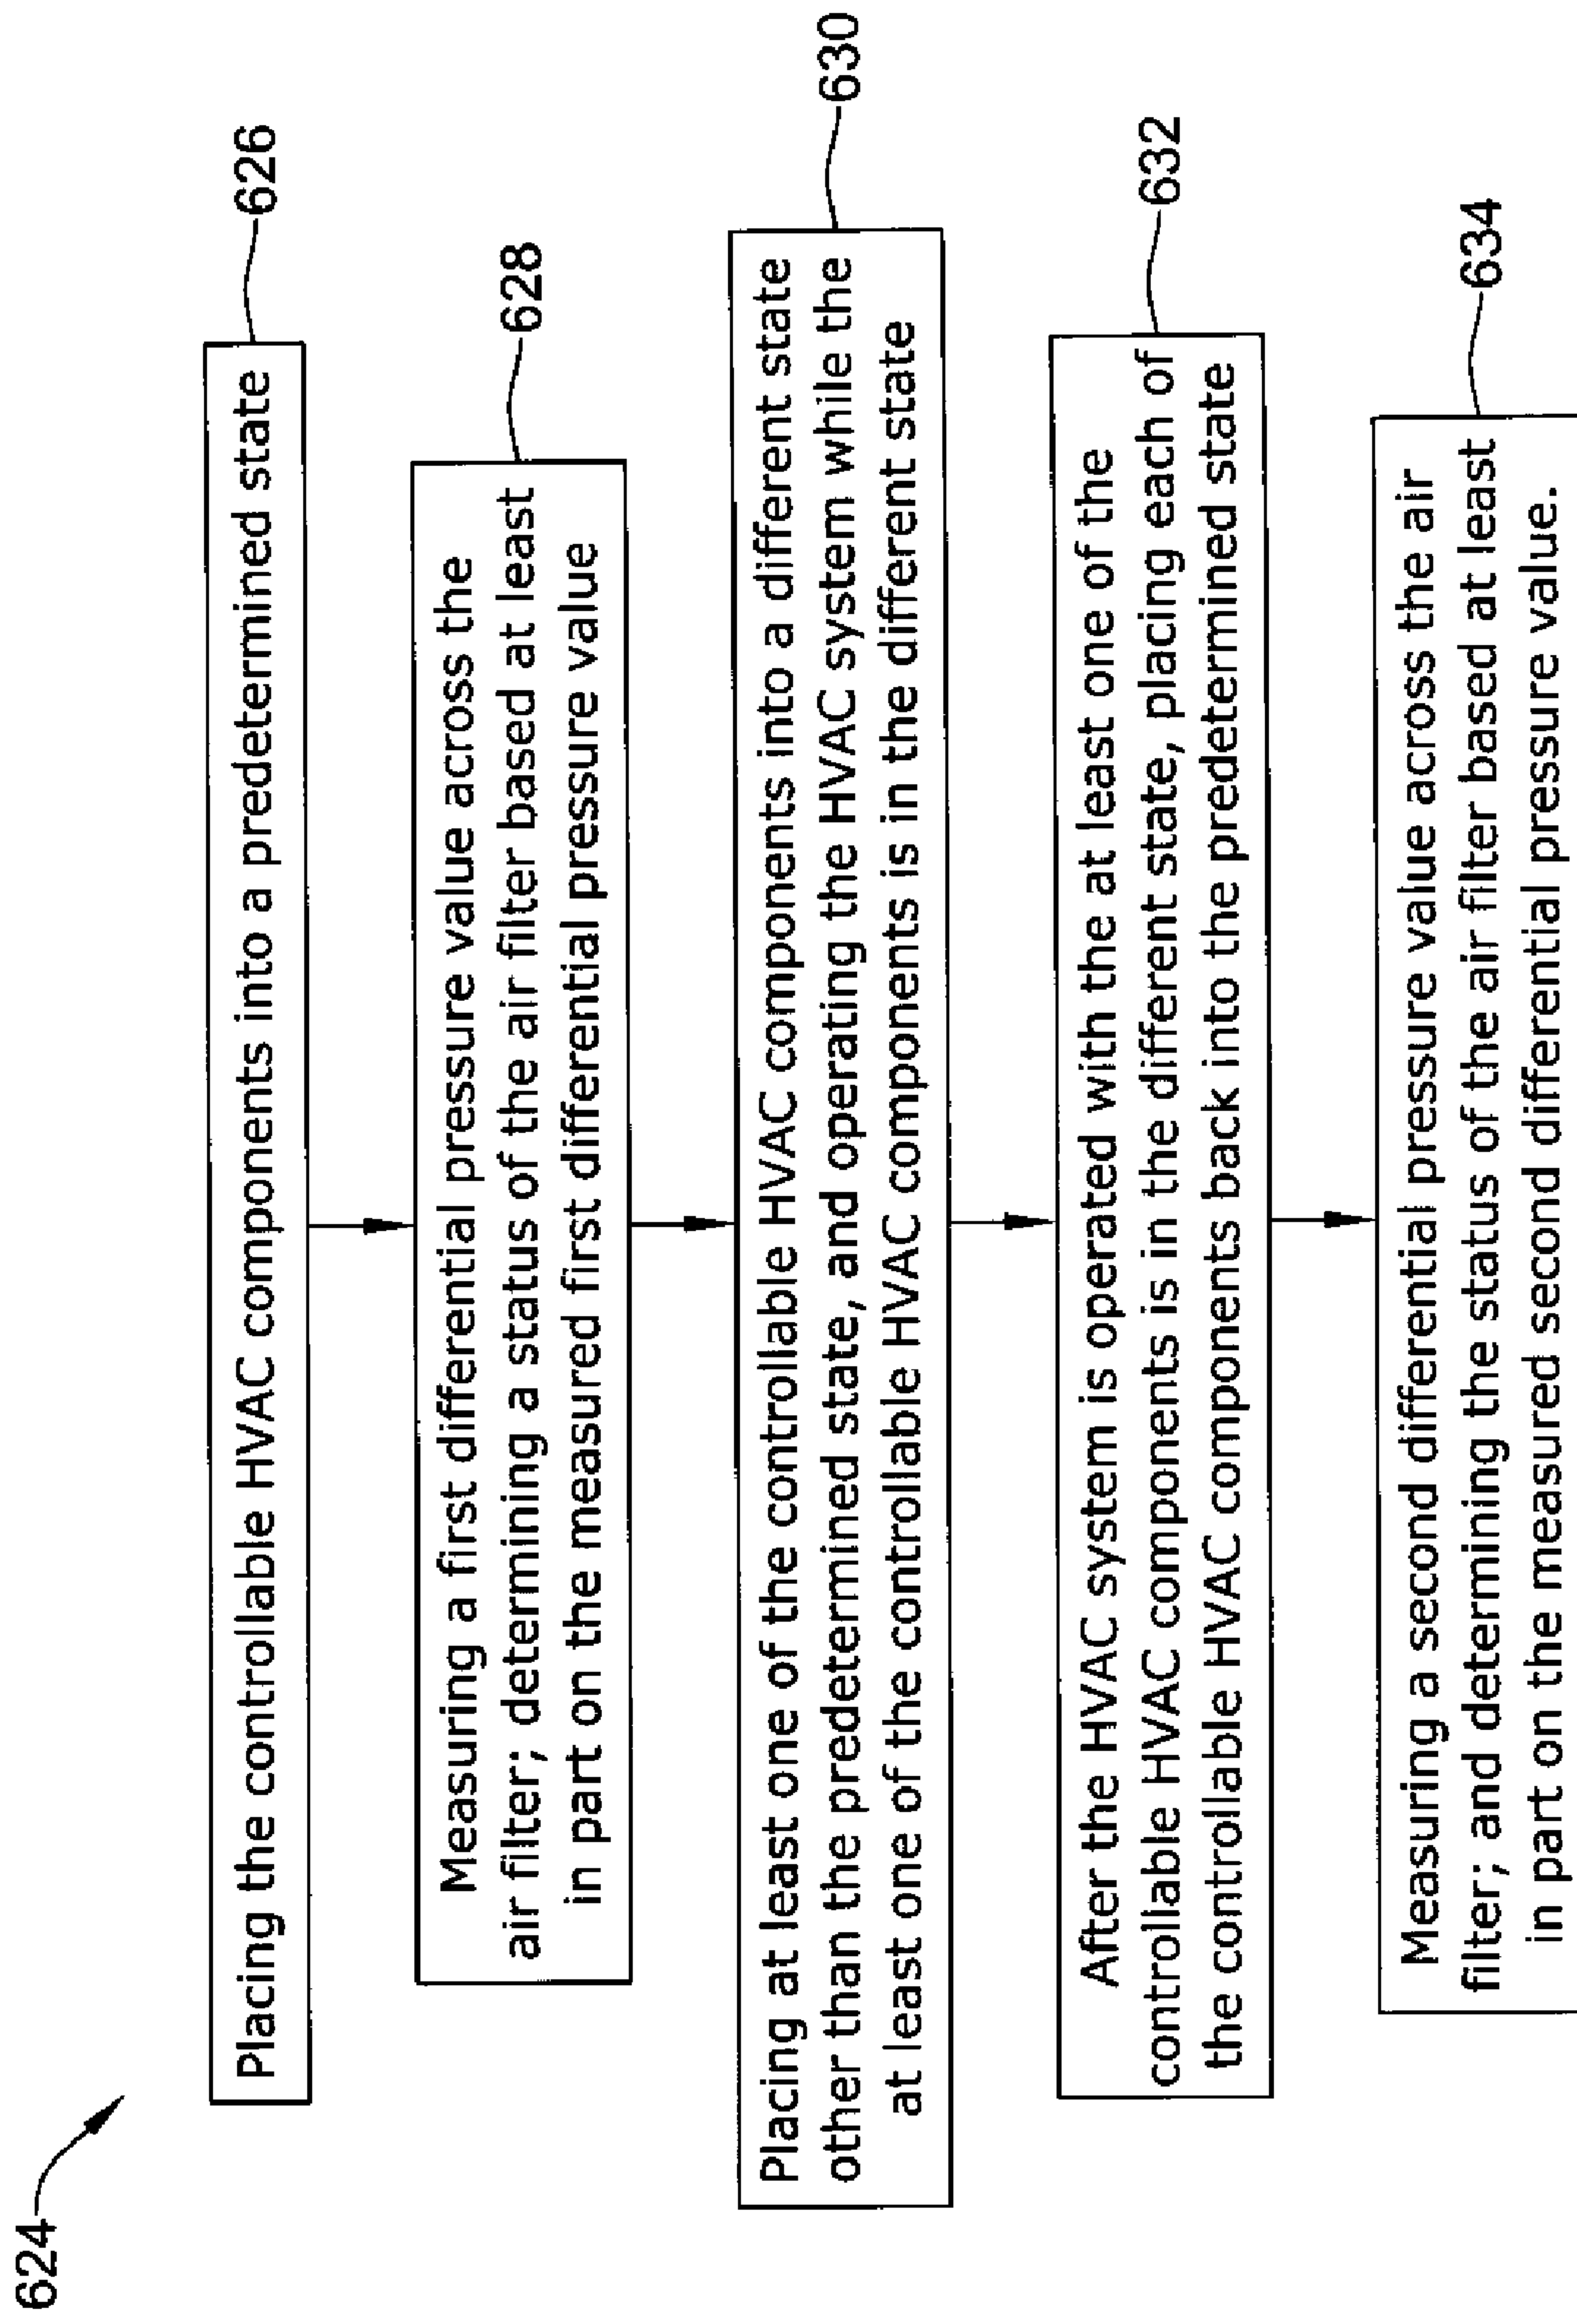 624
Placing the controllable HVAC components into a predetermined state
626
Measuring a first differential pressure value across the
air filter; determining a status of the air filter based at least
in part on the measured first differential pressure value
628
Placing at least one of the controllable HVAC components into a different state
other than the predetermined state, and operating the HVAC system while the
at least one of the controllable HVAC components is in the different state
630
After the HVAC system is operated with the at least one of the
controllable HVAC components is in the different state, placing each of
the controllable HVAC components back into the predetermined state
632
Measuring a second differential pressure value across the air
filter; and determining the status of the air filter based at least
in part on the measured second differential pressure value.
634